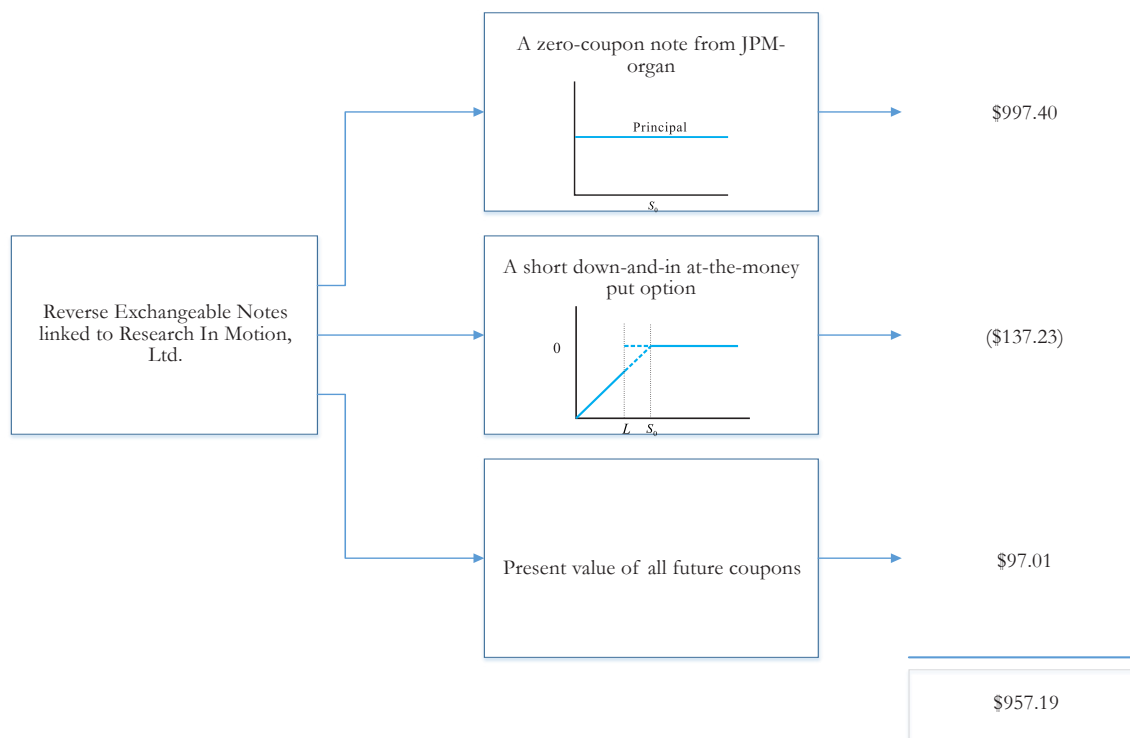 A zero-coupon note from JPM-
organ
Principal
S₀
$997.40
Reverse Exchangeable Notes
linked to Research In Motion,
Ltd.
A short down-and-in at-the-money
put option
0
L S₀
($137.23)
Present value of all future coupons
$97.01
$957.19